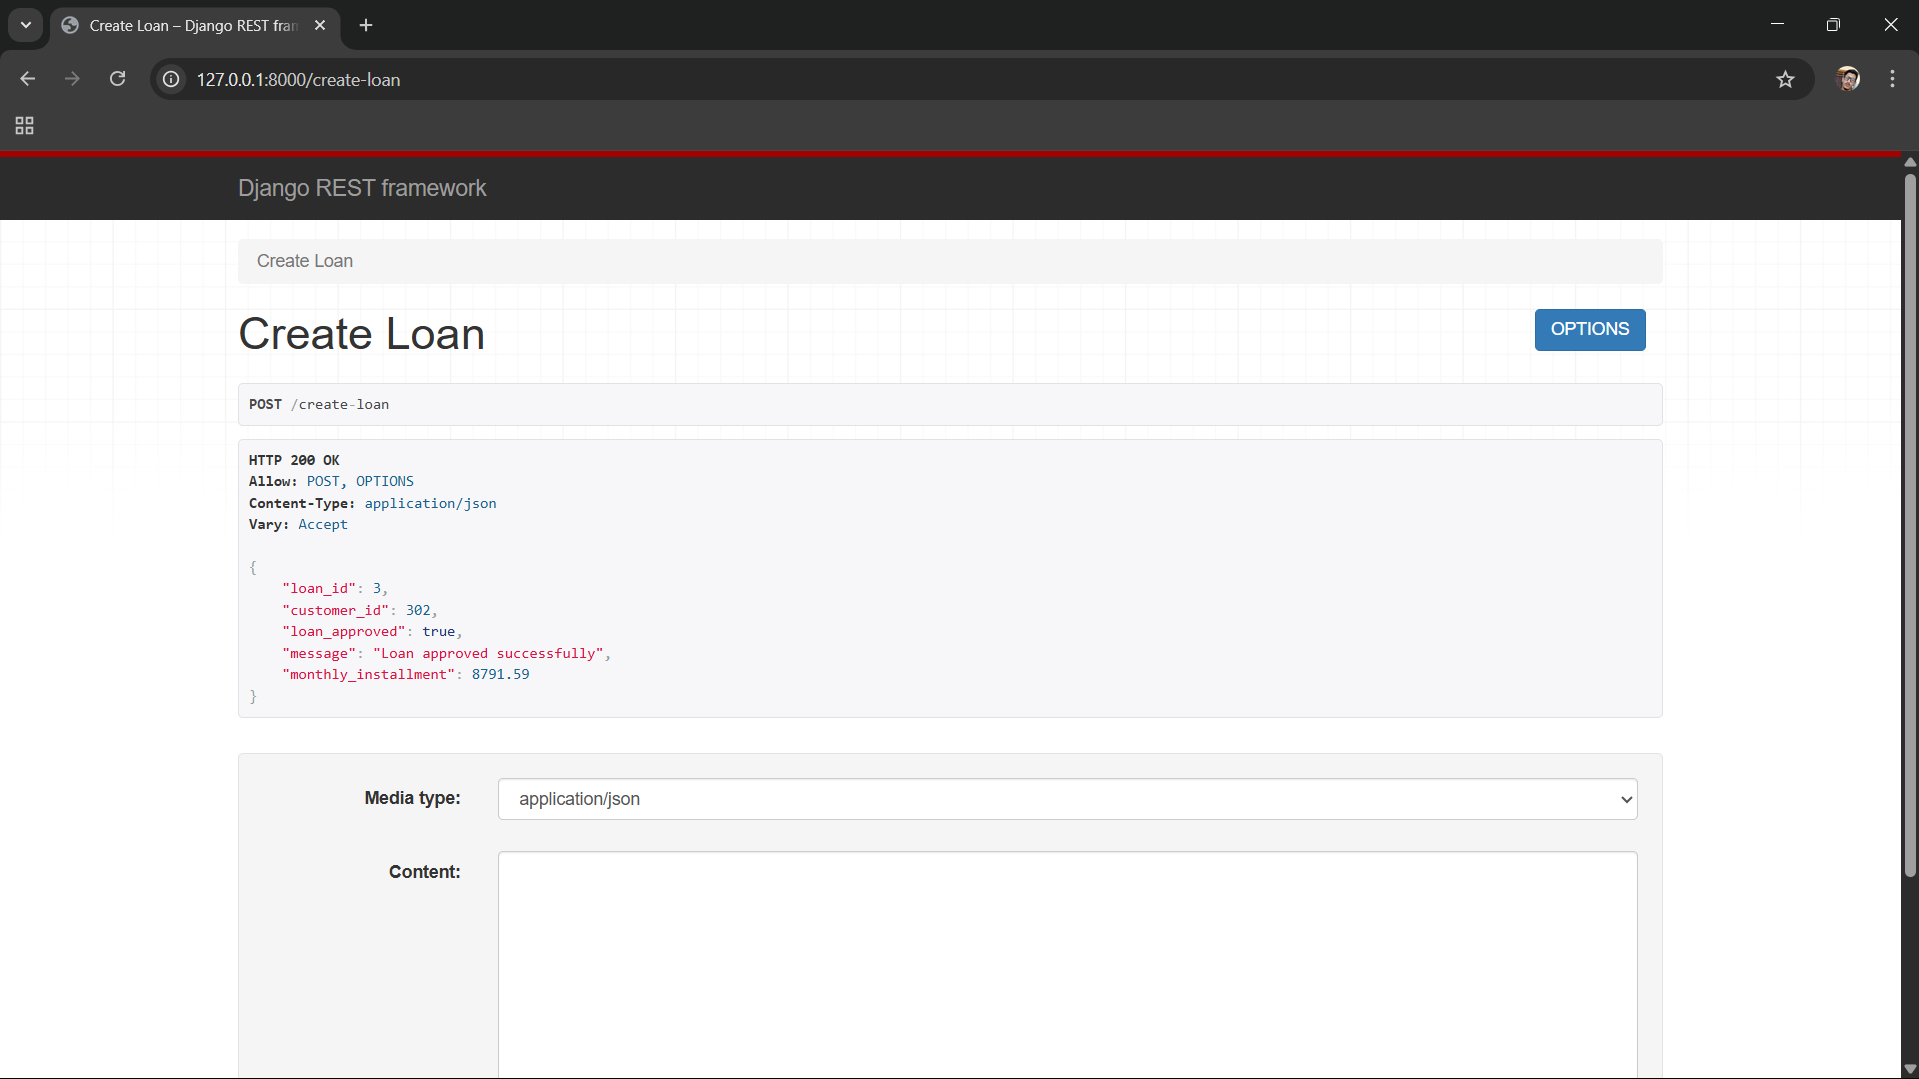 Create Loan – Django REST fran
127.0.0.1:8000/create-loan
Django REST framework
Create Loan
Create Loan
OPTIONS
POST /create-loan
HTTP 200 OK
Allow: POST, OPTIONS
Content-Type: application/json
Vary: Accept
{
    "loan_id": 3,
    "customer_id": 302,
    "loan_approved": true,
    "message": "Loan approved successfully",
    "monthly_installment": 8791.59
}
Media type:
application/json
Content: